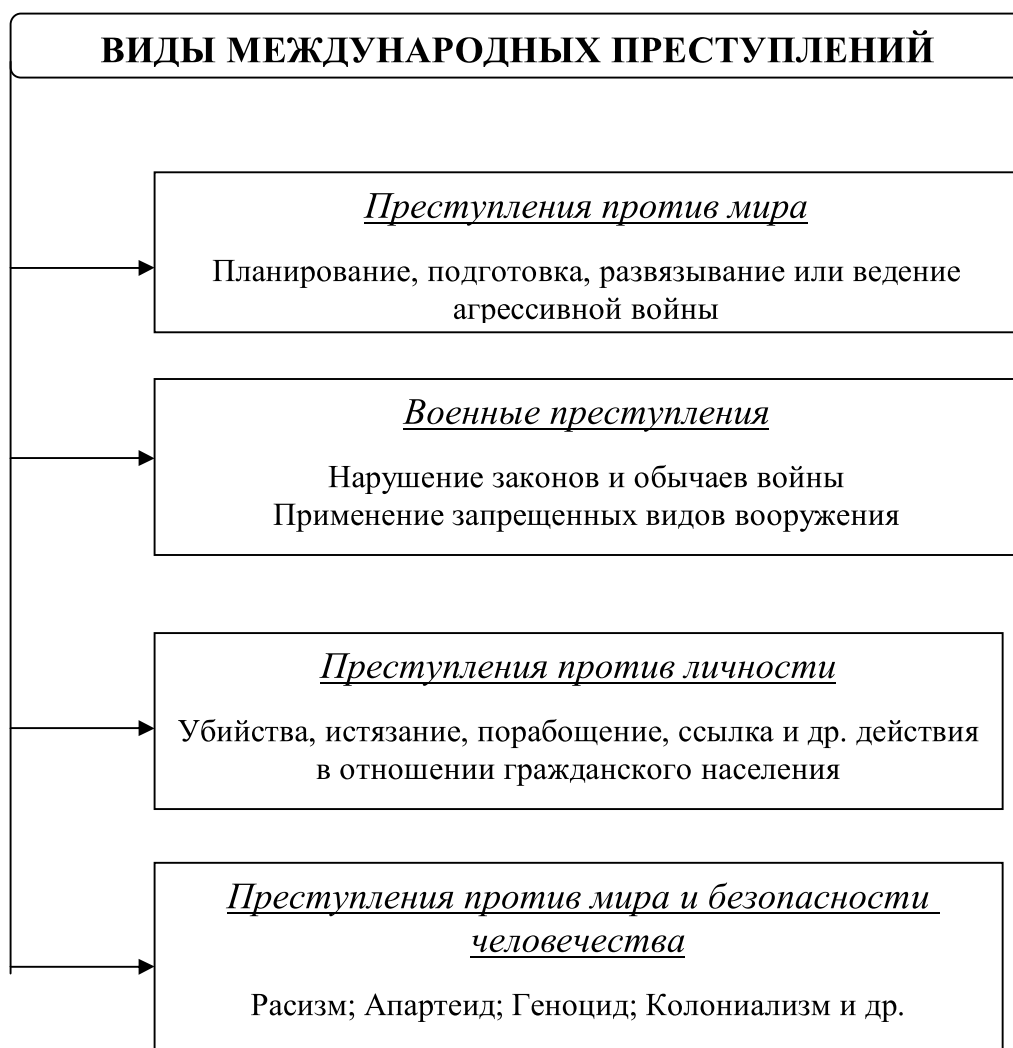 ВИДЫ МЕЖДУНАРОДНЫХ ПРЕСТУПЛЕНИЙ
Преступления против мира
Планирование, подготовка, развязывание или ведение
агрессивной войны
Военные преступления
Нарушение законов и обычаев войны
Применение запрещенных видов вооружения
Преступления против личности
Убийства, истязание, порабощение, ссылка и др. действия
в отношении гражданского населения
Преступления против мира и безопасности
человечества
Расизм; Апартеид; Геноцид; Колониализм и др.